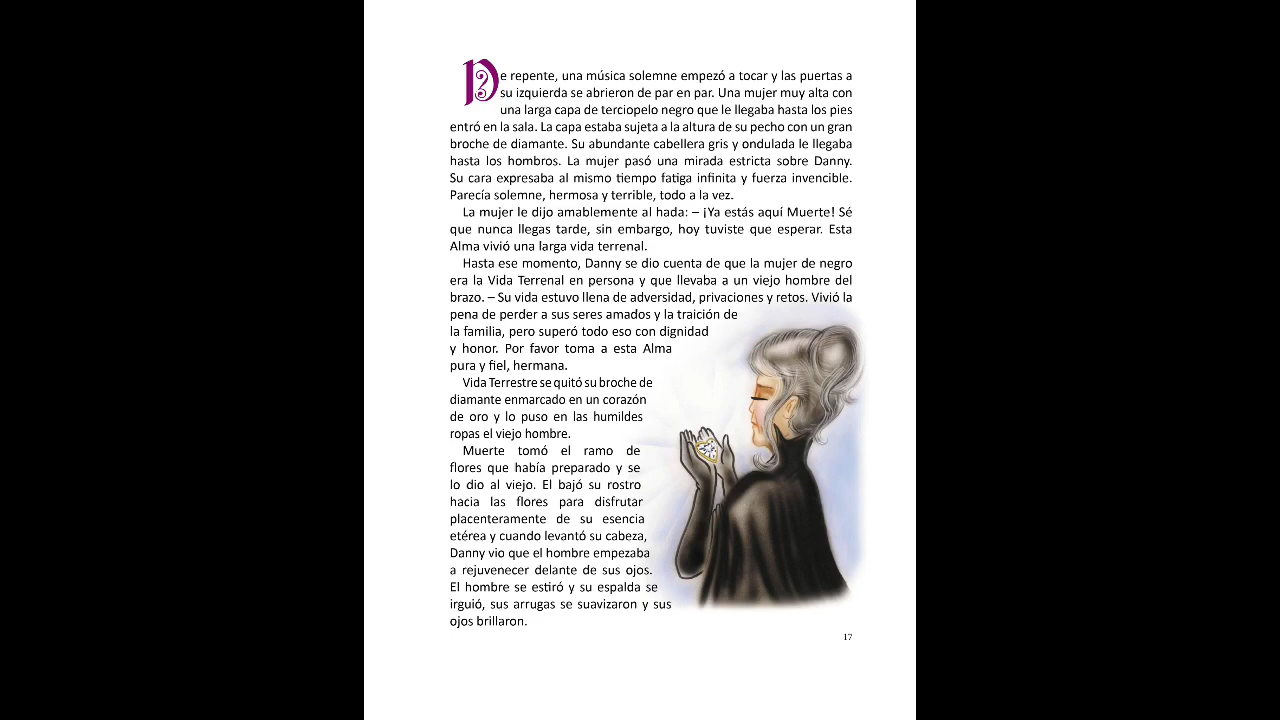 De repente, una música solemne empezó a tocar y las puertas a
su izquierda se abrieron de par en par. Una mujer muy alta con
una larga capa de terciopelo negro que le llegaba hasta los pies
entró en la sala. La capa estaba sujeta a la altura de su pecho con un gran
broche de diamante. Su abundante cabellera gris y ondulada le llegaba
hasta los hombros. La mujer pasó una mirada estricta sobre Danny.
Su cara expresaba al mismo tiempo fatiga infinita y fuerza invencible.
Parecía solemne, hermosa y terrible, todo a la vez.
La mujer le dijo amablemente al hada: – ¡Ya estás aquí Muerte! Sé
que nunca llegas tarde, sin embargo, hoy tuviste que esperar. Esta
Alma vivió una larga vida terrenal.
Hasta ese momento, Danny se dio cuenta de que la mujer de negro
era la Vida Terrenal en persona y que llevaba a un viejo hombre del
brazo. – Su vida estuvo llena de adversidad, privaciones y retos. Vivió la
pena de perder a sus seres amados y la traición de
la familia, pero superó todo eso con dignidad
y honor. Por favor toma a esta Alma
pura y fiel, hermana.
Vida Terrestre se quitó su broche de
diamante enmarcado en un corazón
de oro y lo puso en las humildes
ropas el viejo hombre.
Muerte tomó el ramo de
flores que había preparado y se
lo dio al viejo. El bajó su rostro
hacia las flores para disfrutar
placenteramente de su esencia
etérea y cuando levantó su cabeza,
Danny vio que el hombre empezaba
a rejuvenecer delante de sus ojos.
El hombre se estiró y su espalda se
irguió, sus arrugas se suavizaron y sus
ojos brillaron.
17